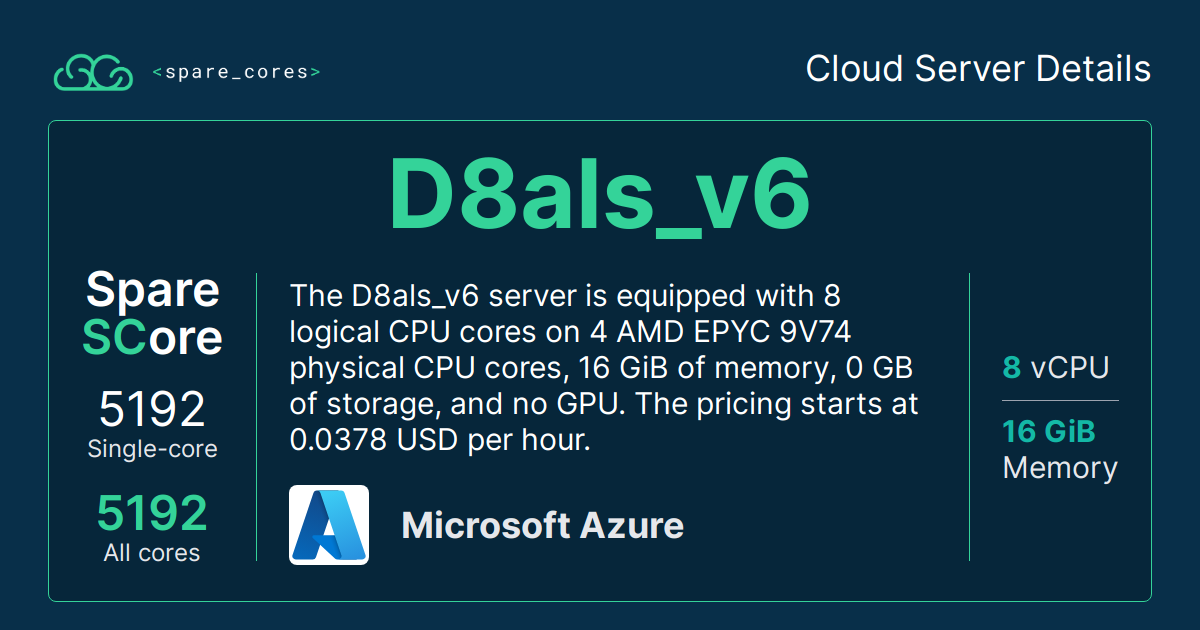 <spare_cores>
Cloud Server Details
D8als_v6
Spare
SCore
5192
Single-core
5192
All cores
The D8als_v6 server is equipped with 8
logical CPU cores on 4 AMD EPYC 9V74
physical CPU cores, 16 GiB of memory, 0 GB
of storage, and no GPU. The pricing starts at
0.0378 USD per hour.
Microsoft Azure
8 vCPU
16 GiB
Memory